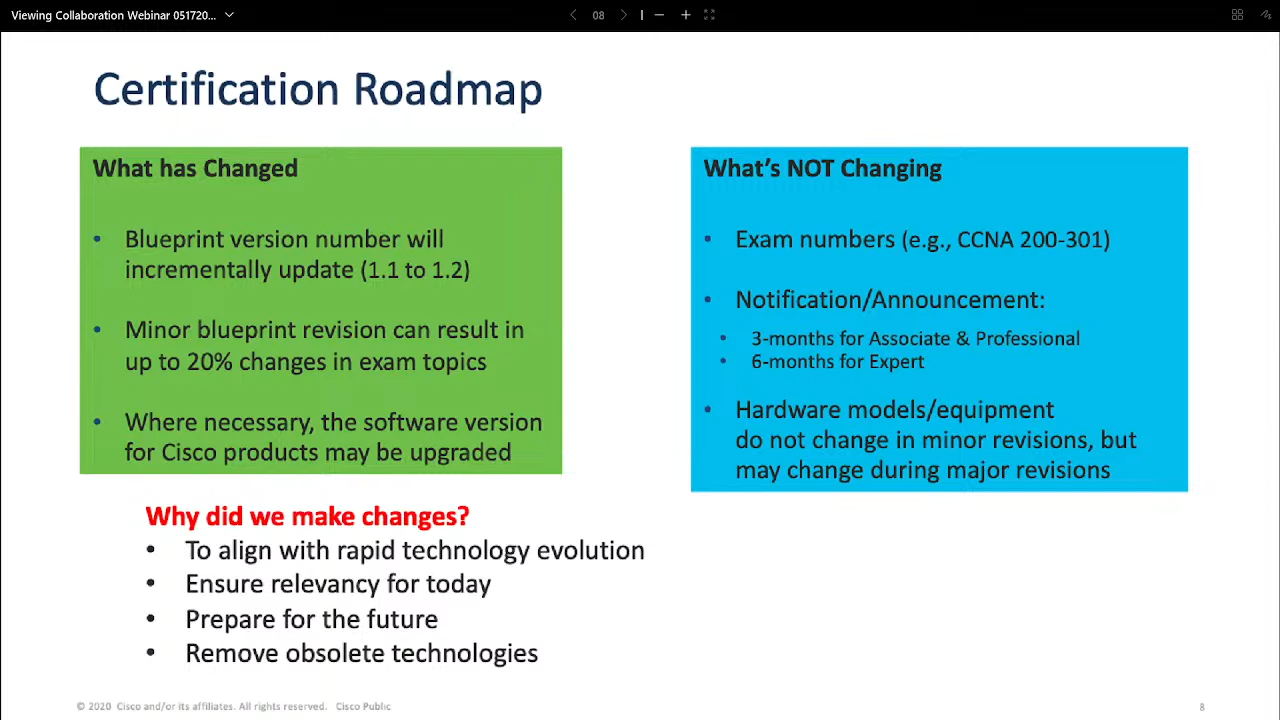 Viewing Collaboration Webinar 051720...
08
Certification Roadmap
What has Changed
• Blueprint version number will
incrementally update (1.1 to 1.2)
• Minor blueprint revision can result in
up to 20% changes in exam topics
• Where necessary, the software version
for Cisco products may be upgraded
What's NOT Changing
• Exam numbers (e.g., CCNA 200-301)
• Notification/Announcement:
• 3-months for Associate & Professional
• 6-months for Expert
• Hardware models/equipment
do not change in minor revisions, but
may change during major revisions
Why did we make changes?
• To align with rapid technology evolution
• Ensure relevancy for today
• Prepare for the future
• Remove obsolete technologies
© 2020 Cisco and/or its affiliates. All rights reserved. Cisco Public
8